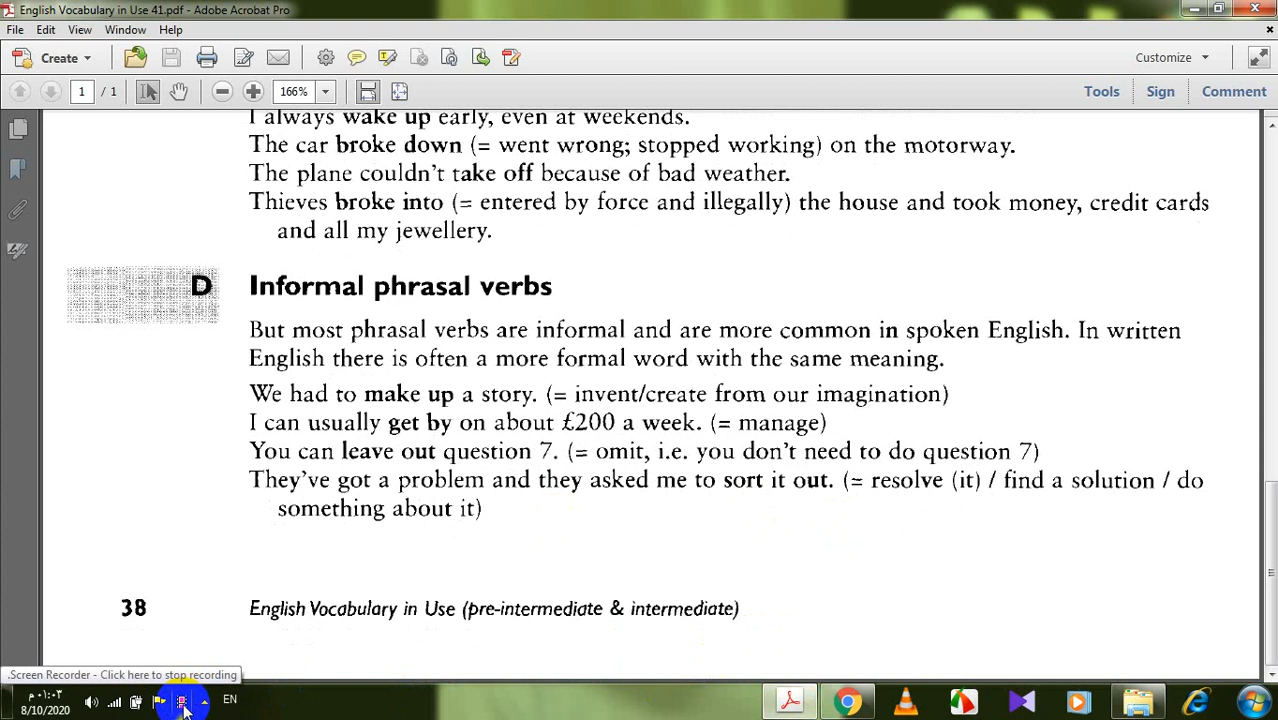 English Vocabulary in Use 41.pdf - Adobe Acrobat Pro
File Edit View Window Help
Create
Customize
1 / 1
166%
Tools Sign Comment
I always wake up early, even at weekends.
The car broke down (= went wrong; stopped working) on the motorway.
The plane couldn't take off because of bad weather.
Thieves broke into (= entered by force and illegally) the house and took money, credit cards
and all my jewellery.
D Informal phrasal verbs
But most phrasal verbs are informal and are more common in spoken English. In written
English there is often a more formal word with the same meaning.
We had to make up a story. (= invent/create from our imagination)
I can usually get by on about £200 a week. (= manage)
You can leave out question 7. (= omit, i.e. you don't need to do question 7)
They've got a problem and they asked me to sort it out. (= resolve (it) / find a solution / do
something about it)
38 English Vocabulary in Use (pre-intermediate & intermediate)
.Screen Recorder - Click here to stop recording
م ٠١:٠٣
8/10/2020
EN